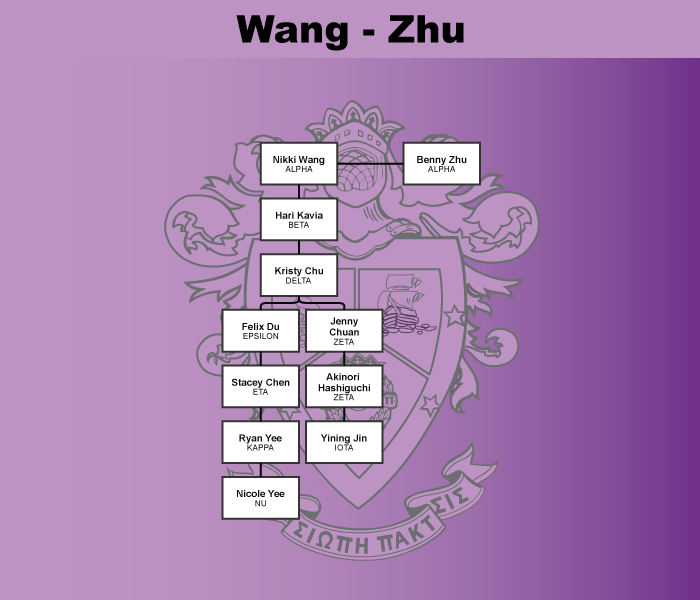 Wang - Zhu
Nikki Wang
ALPHA
Benny Zhu
ALPHA
Hari Kavia
BETA
Kristy Chu
DELTA
Felix Du
EPSILON
Jenny
Chuan
ZETA
Stacey Chen
ETA
Akinori
Hashiguchi
ZETA
Ryan Yee
KAPPA
Yining Jin
IOTA
Nicole Yee
NU
ΣΙΩΠΗ ΠΑΚΤΣΙΣ